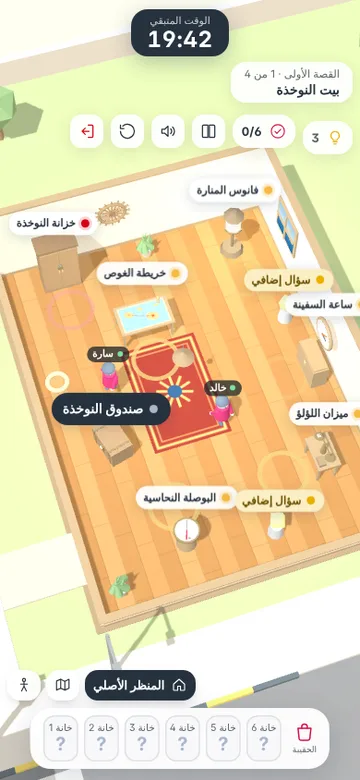 الوقت المتبقي
19:42
القصة الأولى · 1 من 4
بيت النوخذة
3
0/6
فانوس المنارة
خزانة النوخذة
خريطة الغوص
سؤال إضافي
ساعة السفينة
سارة
خالد
صندوق النوخذة
ميزان اللؤلؤ
البوصلة النحاسية
سؤال إضافي
المنظر الأصلي
الحقيبة
خانة 6
?
خانة 5
?
خانة 4
?
خانة 3
?
خانة 2
?
خانة 1
?